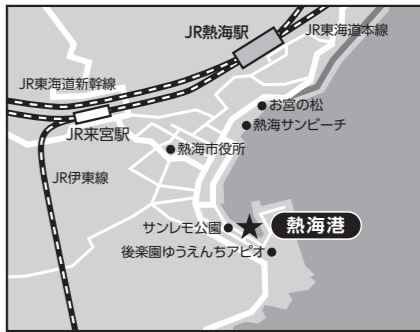 JR熱海駅
JR東海道本線
JR東海道新幹線
お宮の松
JR来宮駅
熱海サンビーチ
熱海市役所
JR伊東線
サンレモ公園
熱海港
後楽園ゆうえんちアピオ